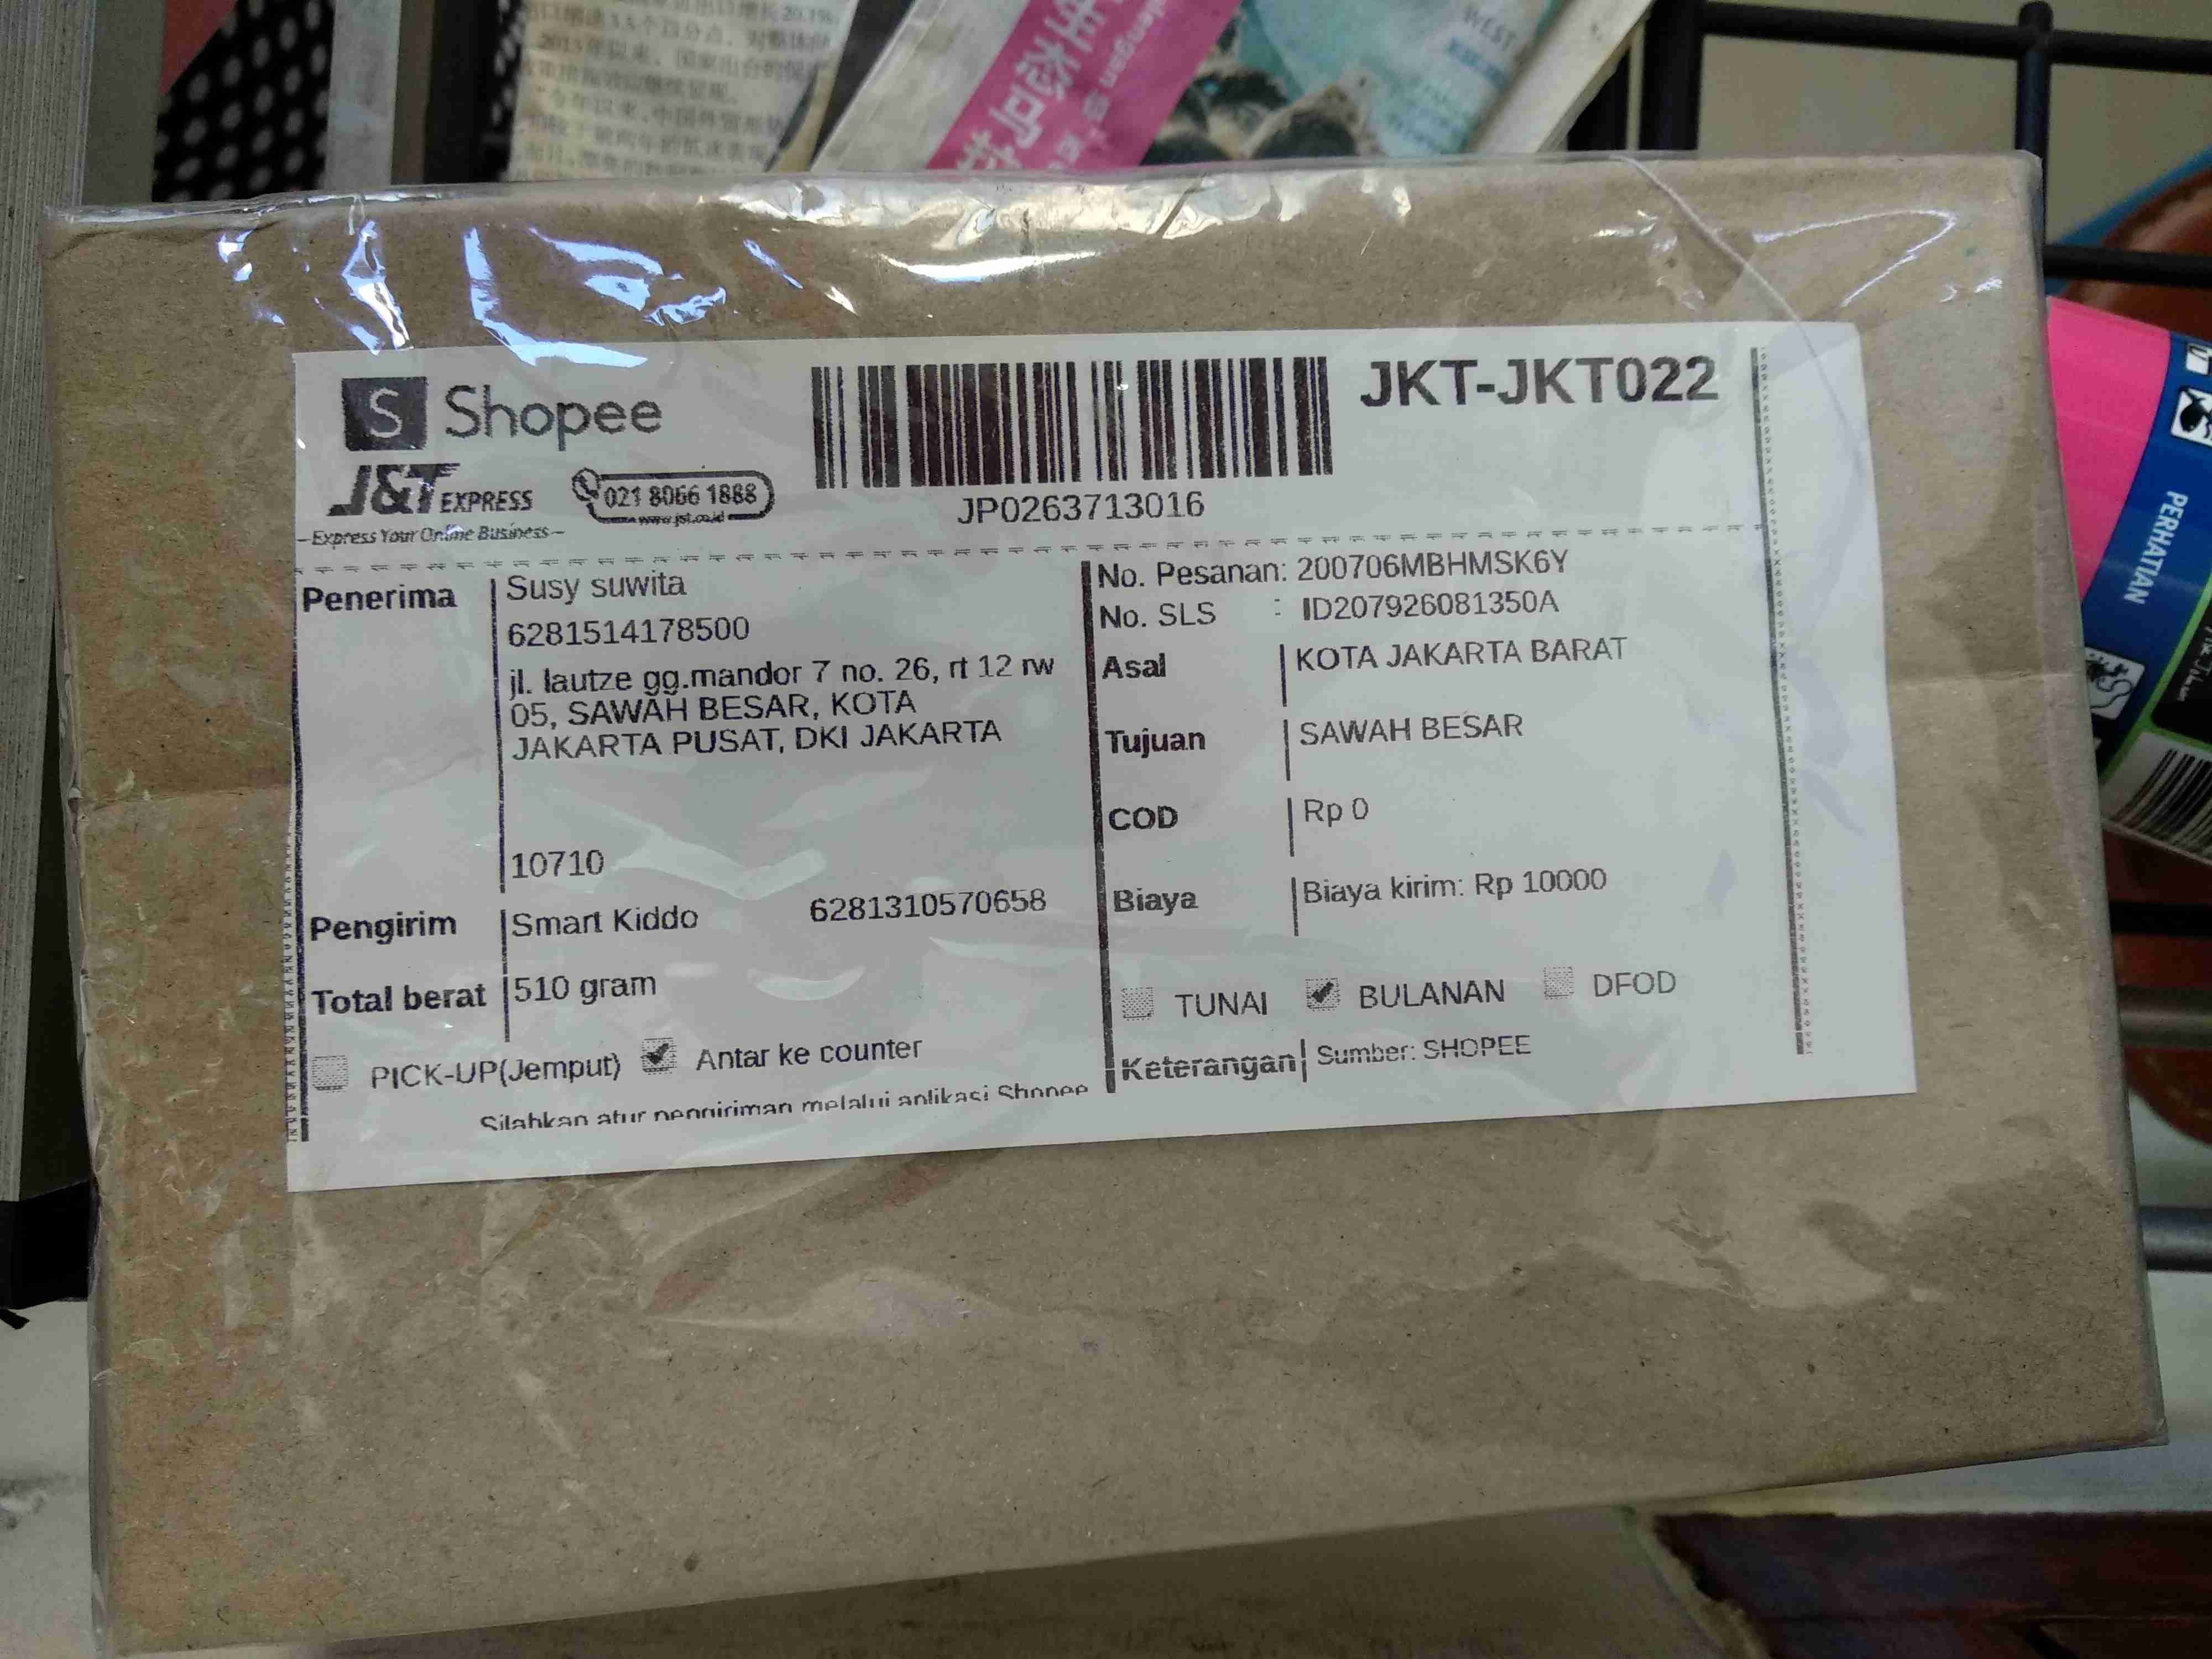 WEST
PERHATIAN
Shopee
J&T EXPRESS
021 8066 1888
www.jet.co.id
Express Your Online Business
JP0263713016
JKT-JKT022
Penerima
Susy suwita
6281514178500
jl. lautze gg.mandor 7 no. 26, rt 12 rw
05, SAWAH BESAR, KOTA
JAKARTA PUSAT, DKI JAKARTA
10710
Pengirim Smart Kiddo 6281310570658
Total berat 510 gram
PICK-UP(Jemput) Antar ke counter
Silahkan atur pengiriman melalui aplikasi Shopee
No. Pesanan: 200706MBHMSK6Y
No. SLS : ID207926081350A
Asal KOTA JAKARTA BARAT
Tujuan SAWAH BESAR
COD Rp 0
Biaya Biaya kirim: Rp 10000
TUNAI BULANAN DFOD
Keterangan Sumber: SHOPEE